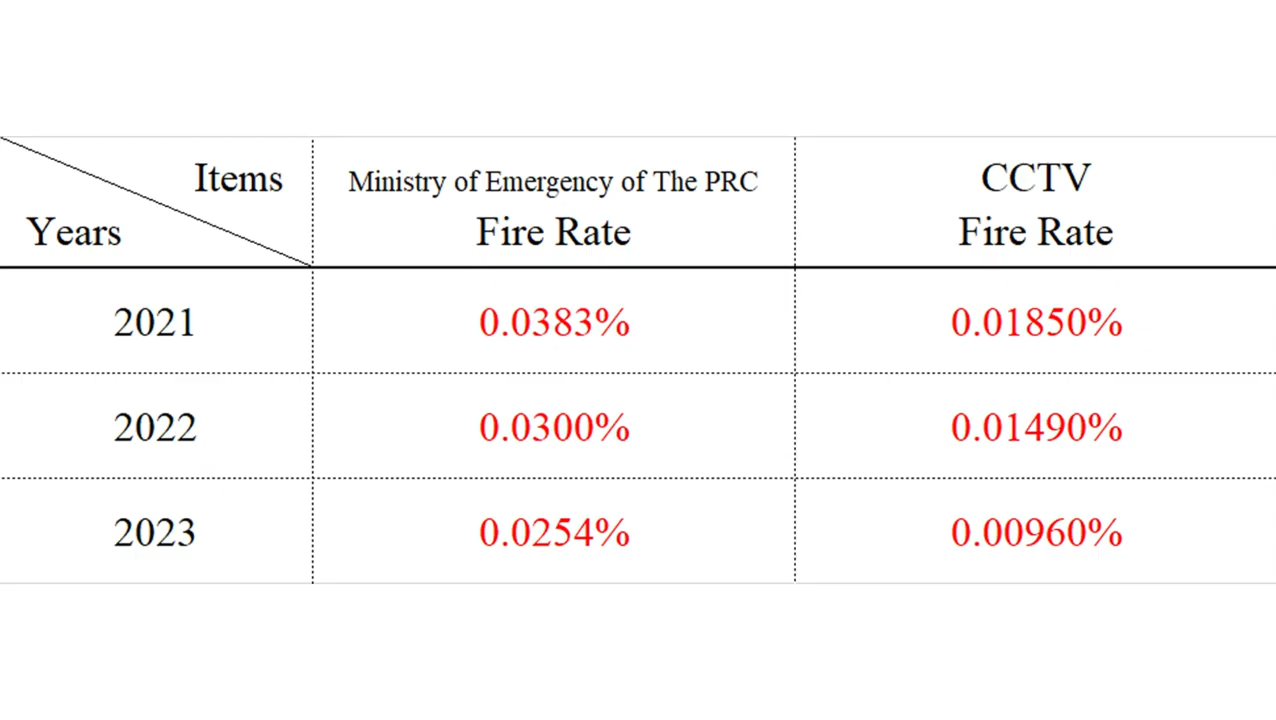 Items
Years
Ministry of Emergency of The PRC
Fire Rate
CCTV
Fire Rate
2021 0.0383% 0.01850%
2022 0.0300% 0.01490%
2023 0.0254% 0.00960%